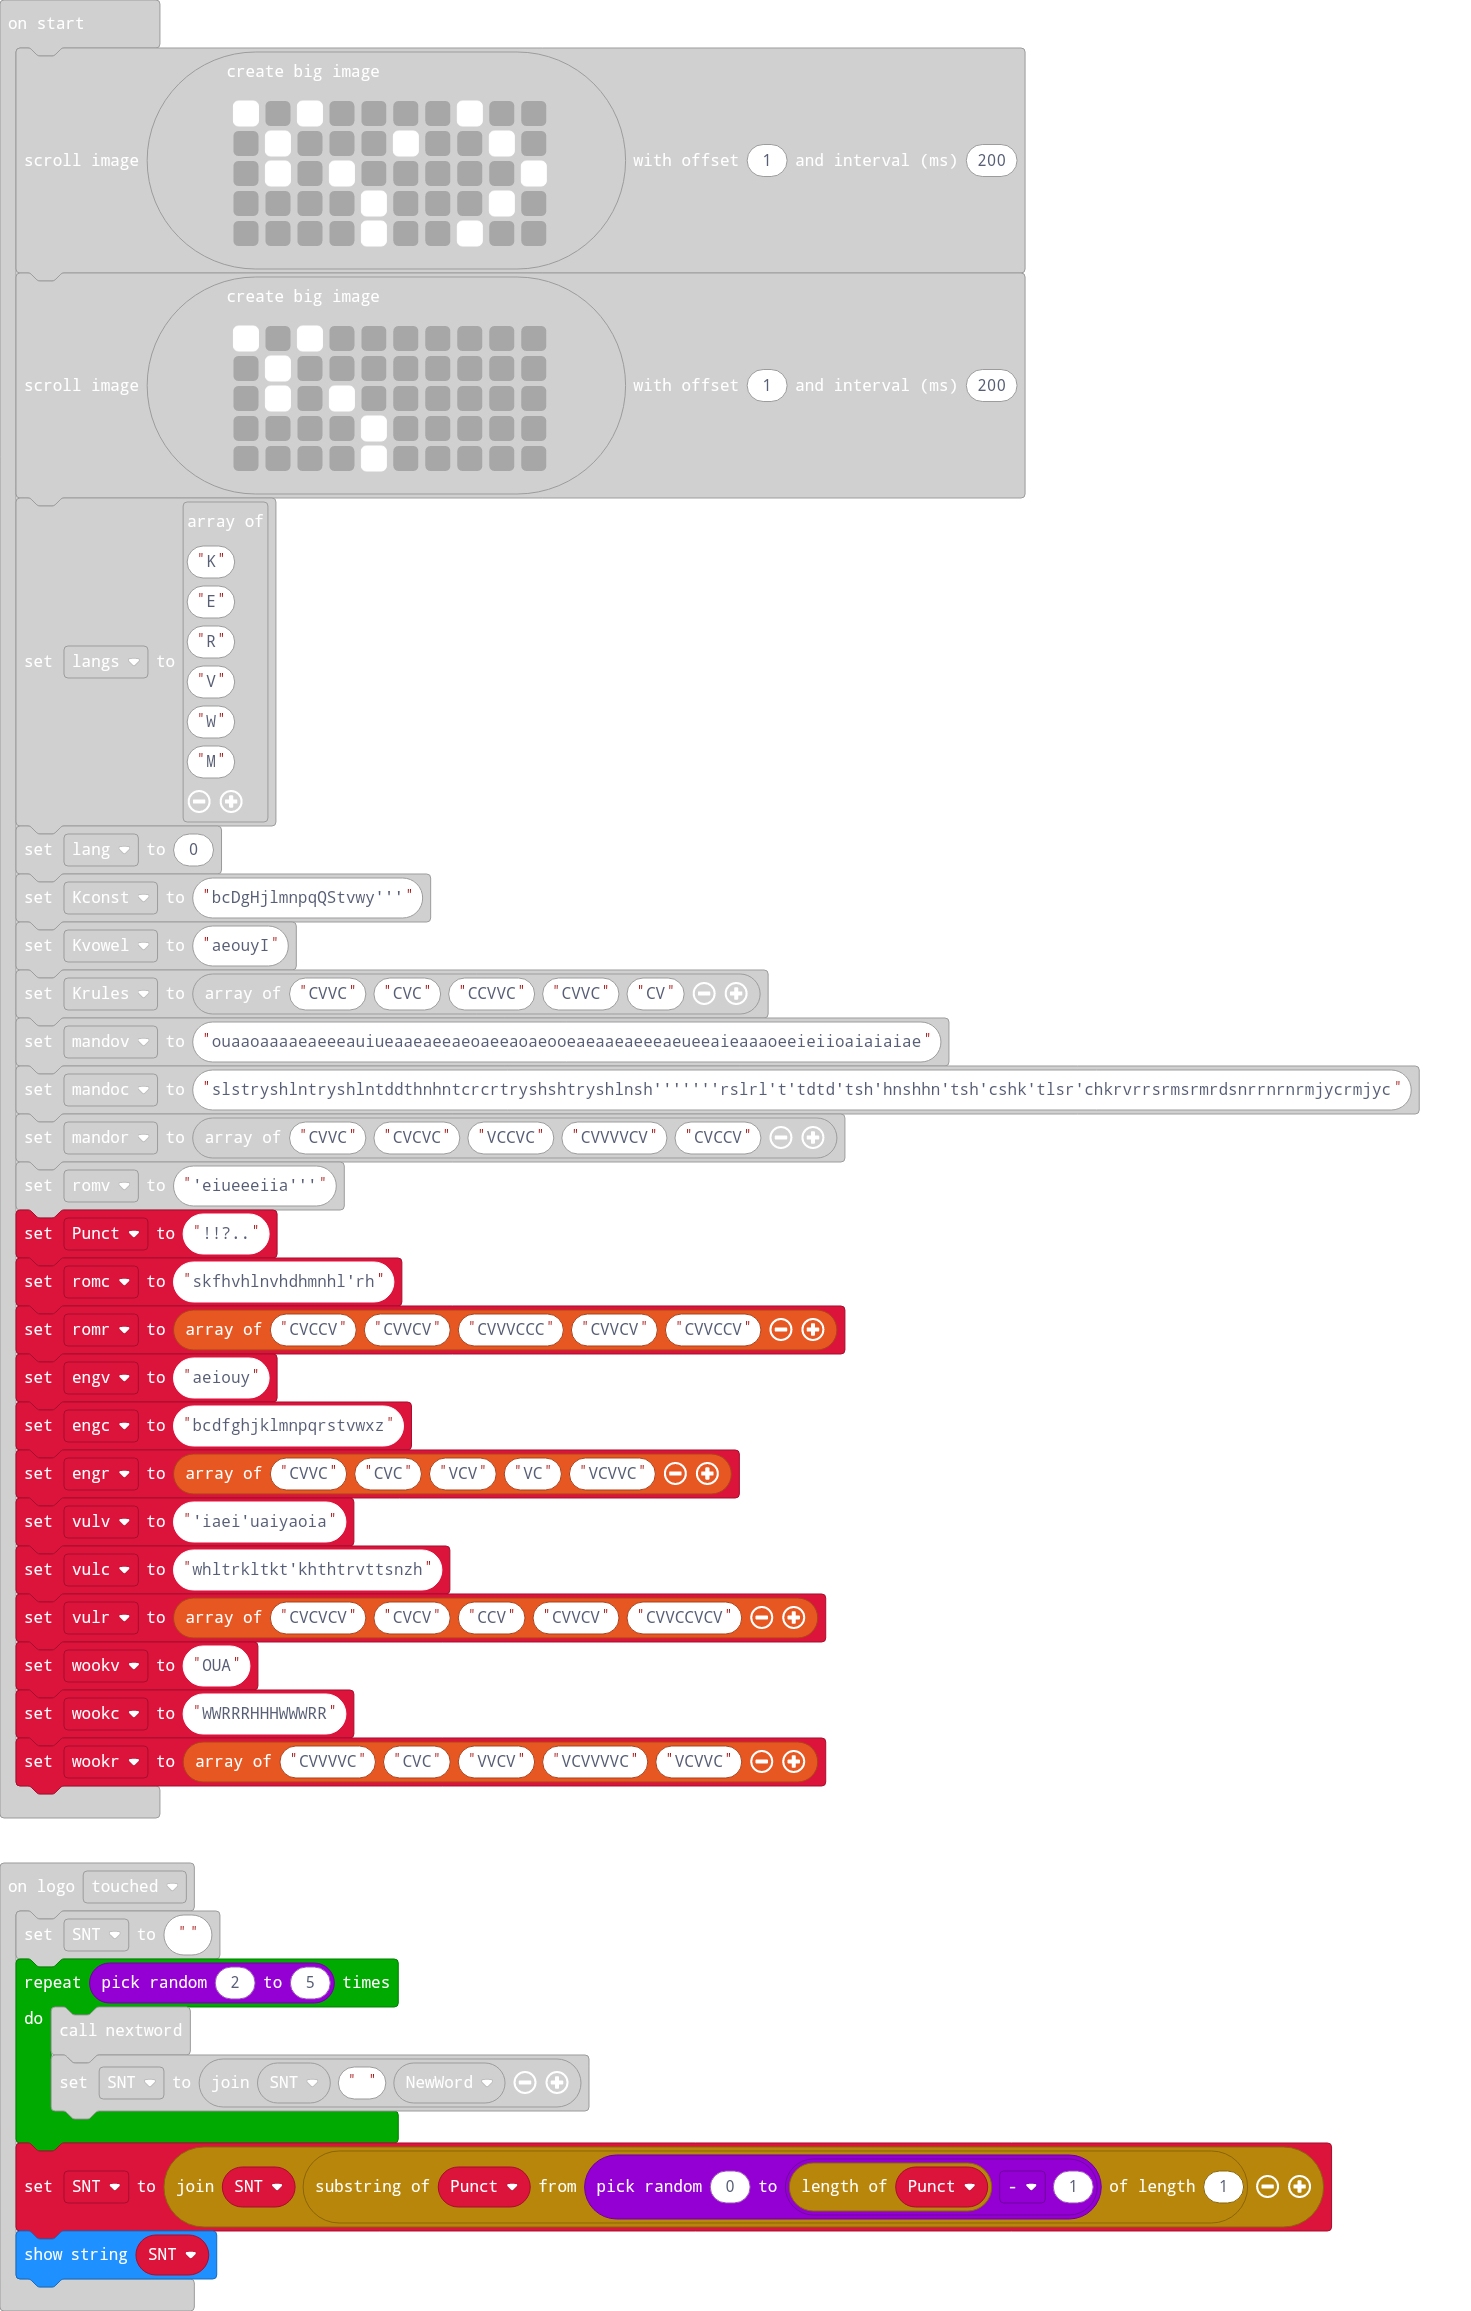 on start
create big image
scroll image with offset 1 and interval (ms) 200
create big image
scroll image with offset 1 and interval (ms) 200
array of
"K"
"E"
"R"
set langs to
"V"
"W"
"M"
set lang to 0
set Kconst to "bcDgHjlmnpqQStvwy'''"
set Kvowel to "aeouyI"
set Krules to array of "CVVC" "CVC" "CCVVC" "CVVC" "CV"
set mandov to "ouaaoaaaaeaeeeauiueaaeaeeaeoaeeaoaeooeaeaaeaeeeaeueeaieaaaoeeieiioaiaiaiae"
set mandoc to "slstryshlntryshlntddthnhntcrcrtryshshtryshlnsh'''''''rslrl't'tdtd'tsh'hnshhn'tsh'cshk'tlsr'chkrvrrsrmsrmrdsnrrnrnrmjycrmjyc"
set mandor to array of "CVVC" "CVCVC" "VCCVC" "CVVVVCV" "CVCCV"
set romv to "'eiueeeiia'''"
set Punct to "!!?.."
set romc to "skfhvhlnvhdhmnhl'rh"
set romr to array of "CVCCV" "CVVCV" "CVVVCCC" "CVVCV" "CVVCCV"
set engv to "aeiouy"
set engc to "bcdfghjklmnpqrstvwxz"
set engr to array of "CVVC" "CVC" "VCV" "VC" "VCVVC"
set vulv to "'iaei'uaiyaoia"
set vulc to "whltrkltkt'khthtrvttsnzh"
set vulr to array of "CVCVCV" "CVCV" "CCV" "CVVCV" "CVVCCVCV"
set wookv to "OUA"
set wookc to "WWRRRHHHWWWRR"
set wookr to array of "CVVVVC" "CVC" "VVCV" "VCVVVVC" "VCVVC"
on logo touched
set SNT to ""
repeat pick random 2 to 5 times
do
call nextword
set SNT to join SNT " " NewWord
set SNT to join SNT substring of Punct from pick random 0 to length of Punct - 1 of length 1
show string SNT